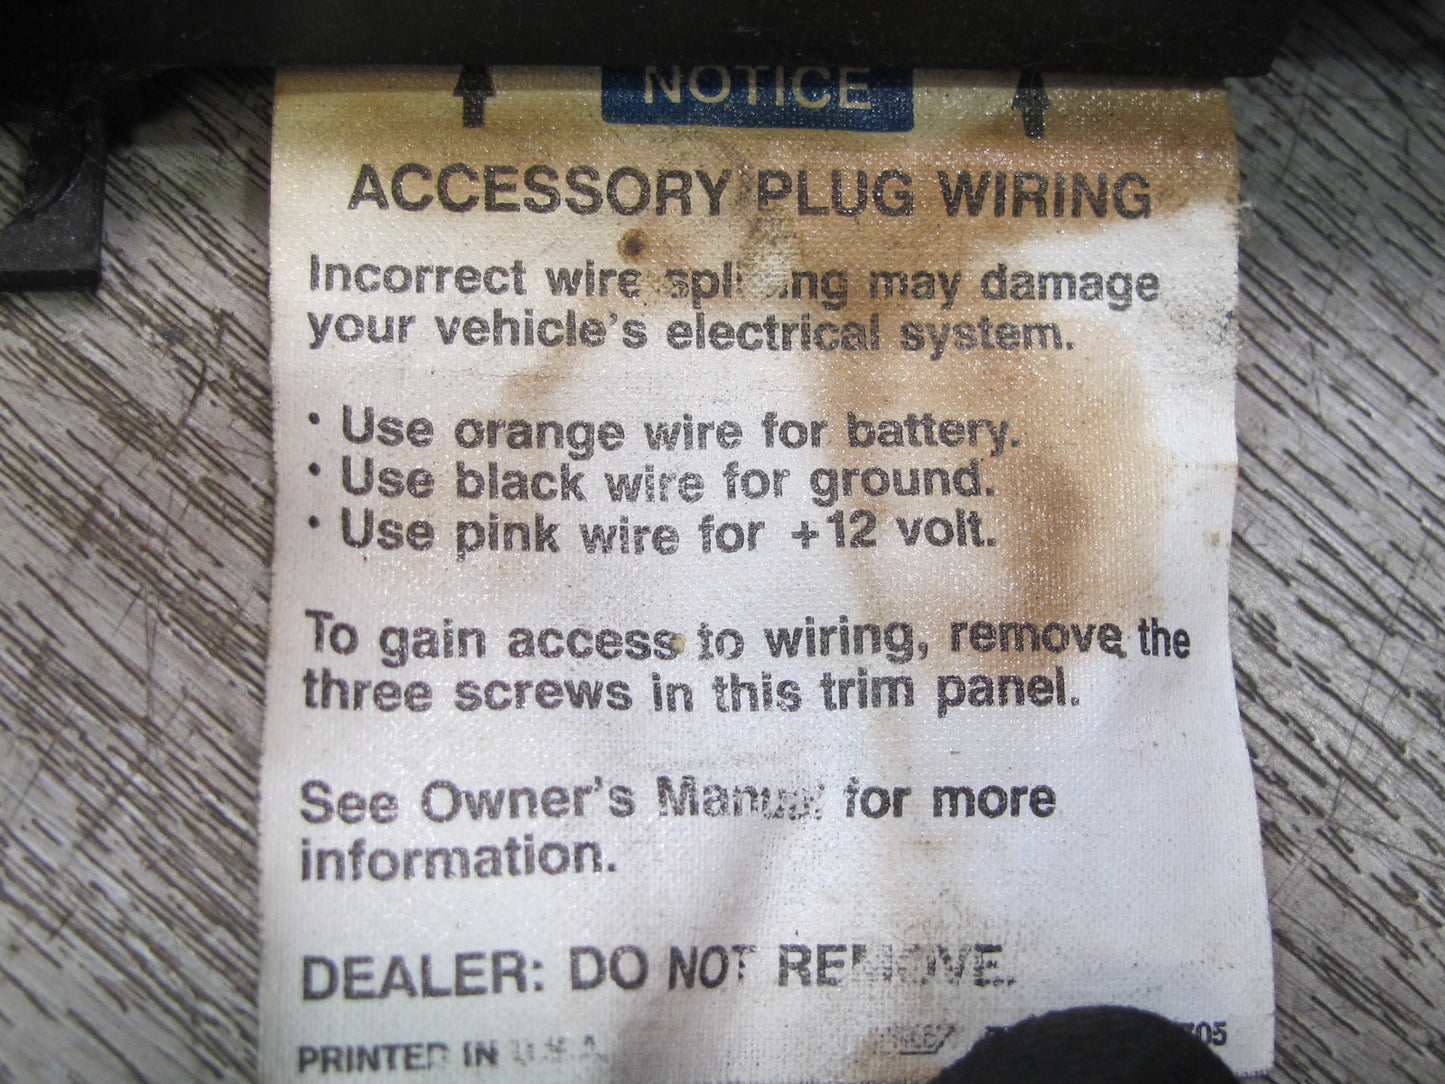 NOTICE
ACCESSORY PLUG WIRING
Incorrect wire splicing may damage
your vehicle's electrical system.
• Use orange wire for battery.
• Use black wire for ground.
• Use pink wire for +12 volt.
To gain access to wiring, remove the
three screws in this trim panel.
See Owner's Manual for more
information.
DEALER: DO NOT REMOVE.
PRINTED IN U.S.A.